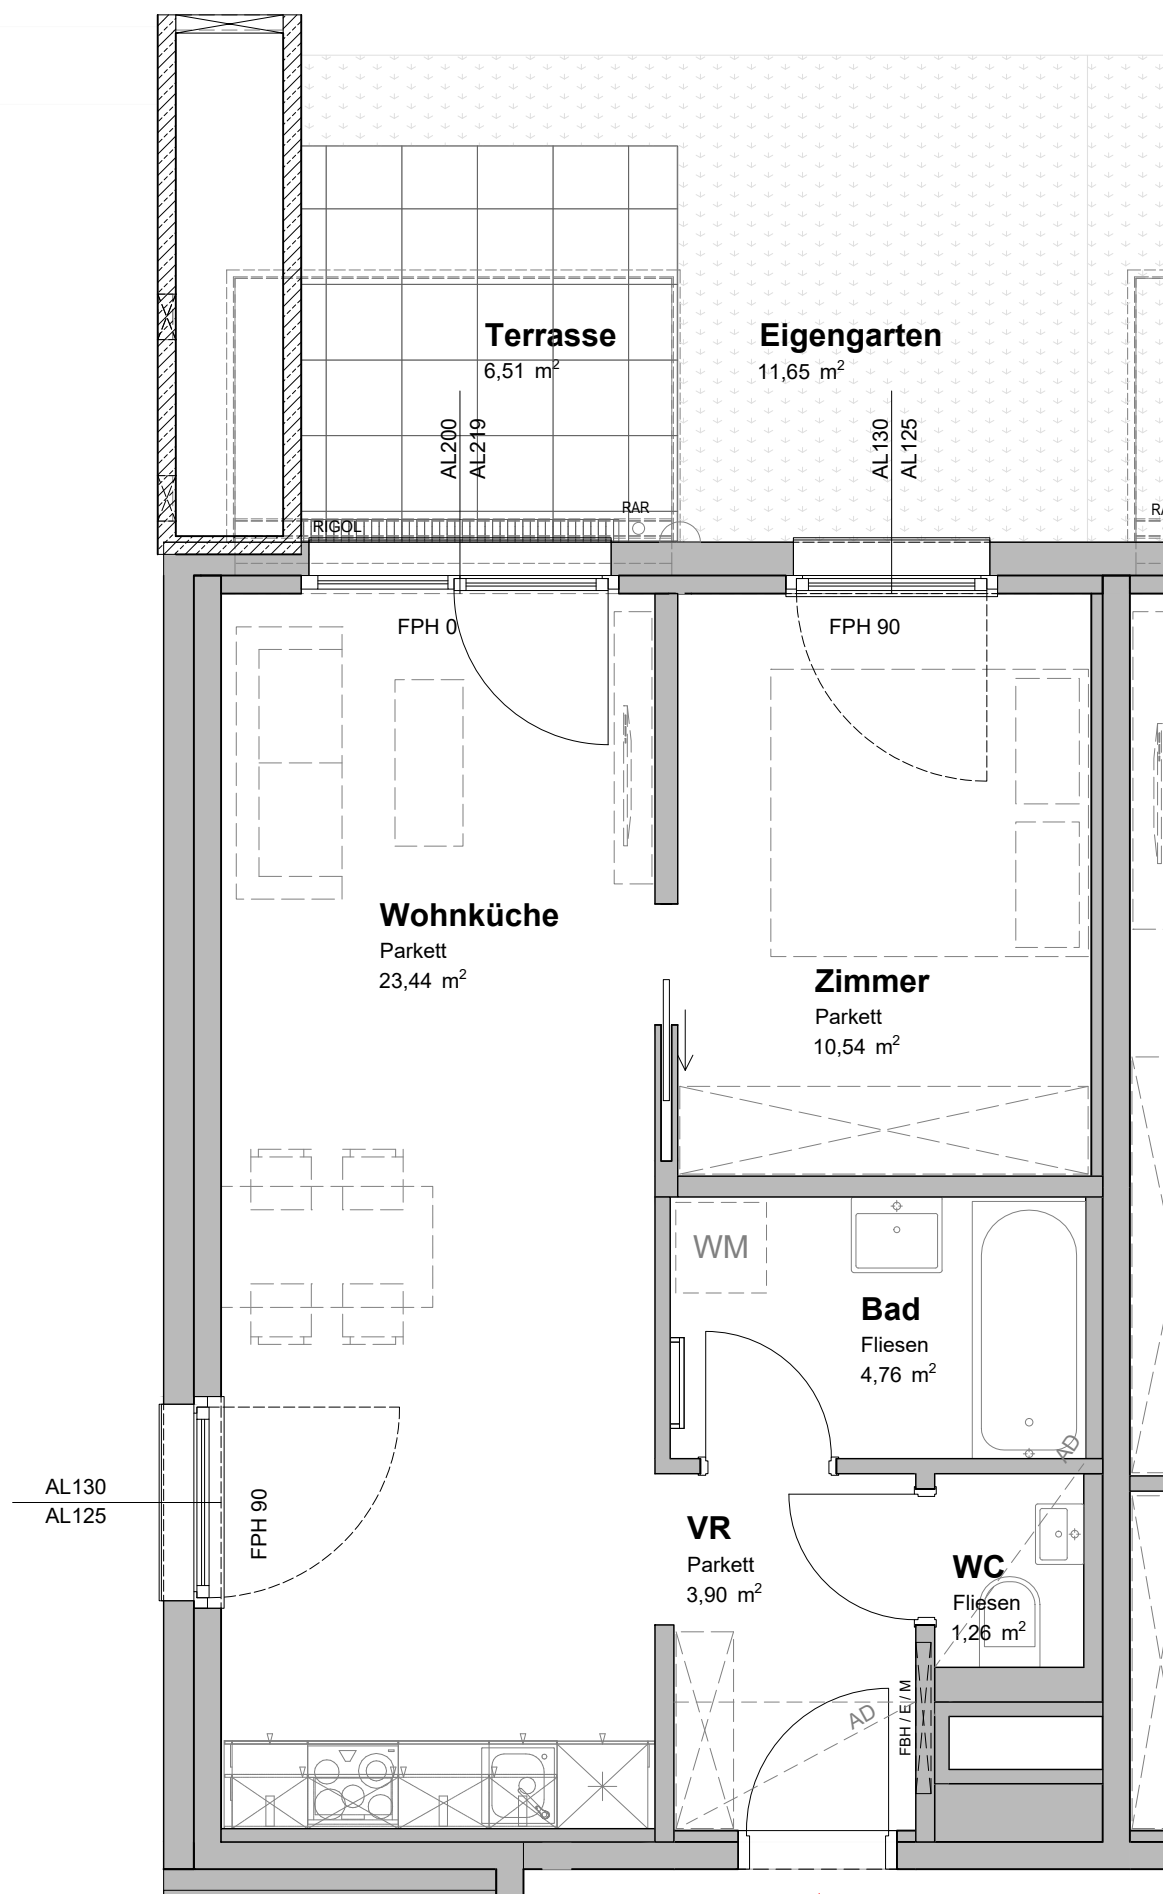 Terrasse
6,51 m²
Eigengarten
11,65 m²
AL200
AL219
AL130
AL125
RIGOL
RAR
FPH 0
FPH 90
Wohnküche
Parkett
23,44 m²
Zimmer
Parkett
10,54 m²
WM
Bad
Fliesen
4,76 m²
AD
AL130
AL125
FPH 90
VR
Parkett
3,90 m²
WC
Fliesen
1,26 m²
AD
FBH / E / M